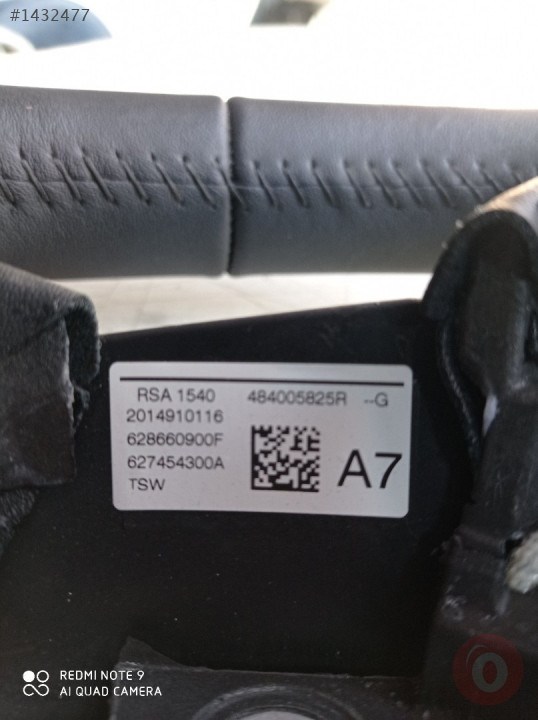 #1432477
RSA 1540 484005825R --G
2014910116
628660900F
627454300A
TSW
A7
REDMI NOTE 9
AI QUAD CAMERA